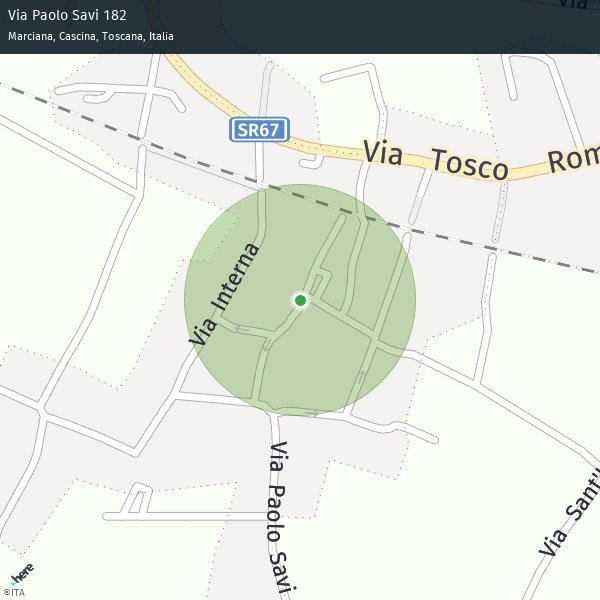 Via Paolo Savi 182
Marciana, Cascina, Toscana, Italia
Via
SR67
Via Tosco Rom
Via Interna
Via Paolo Savi
Via Sant'I
here
©ITA